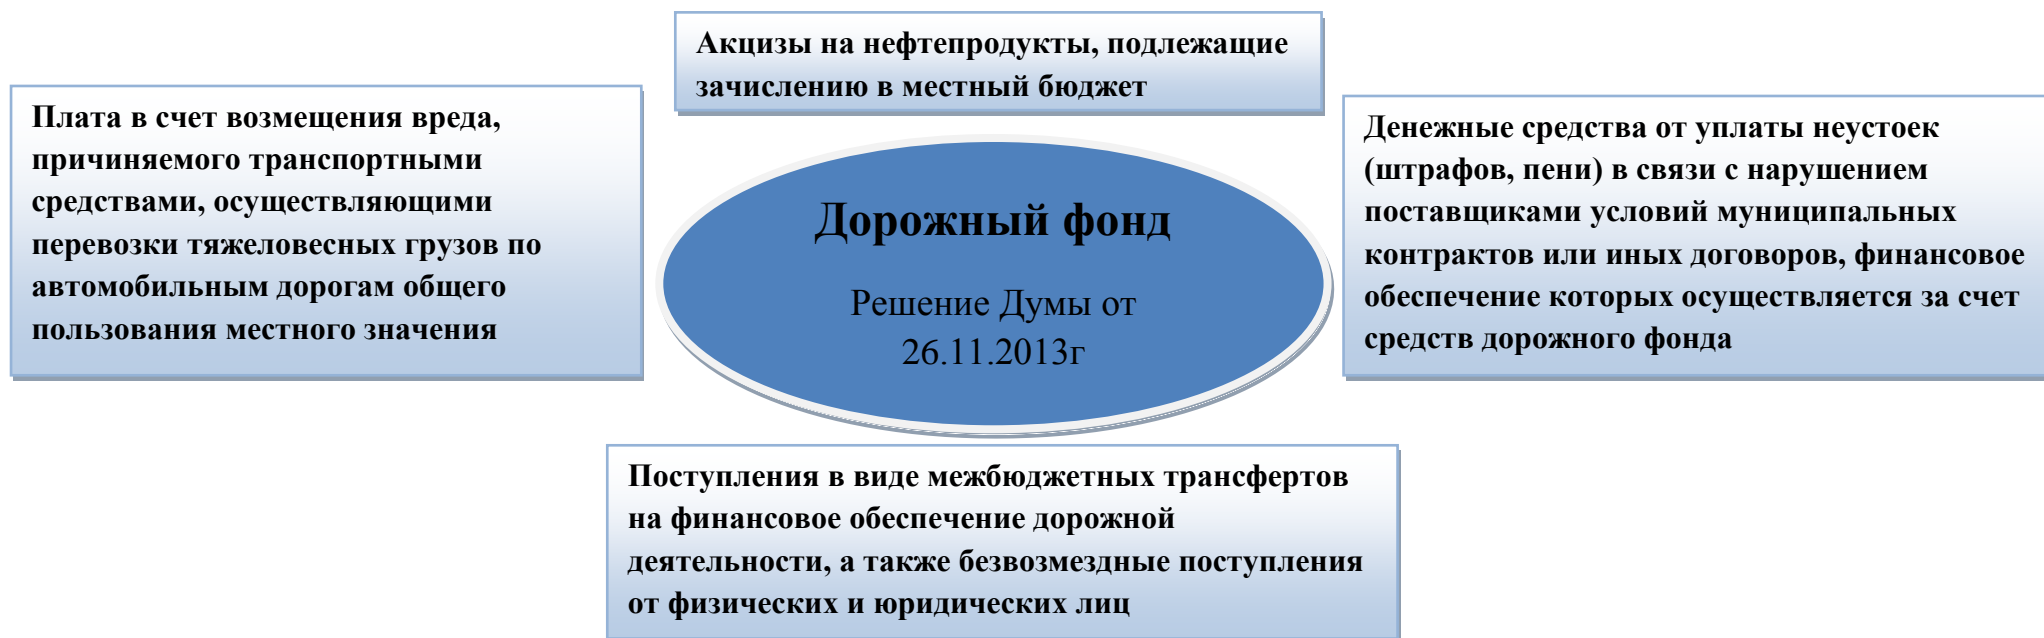 Акцизы на нефтепродукты, подлежащие
зачислению в местный бюджет
Плата в счет возмещения вреда,
причиняемого транспортными
средствами, осуществляющими
перевозки тяжеловесных грузов по
автомобильным дорогам общего
пользования местного значения
Дорожный фонд
Решение Думы от
26.11.2013г
Денежные средства от уплаты неустоек
(штрафов, пени) в связи с нарушением
поставщиками условий муниципальных
контрактов или иных договоров, финансовое
обеспечение которых осуществляется за счет
средств дорожного фонда
Поступления в виде межбюджетных трансфертов
на финансовое обеспечение дорожной
деятельности, а также безвозмездные поступления
от физических и юридических лиц